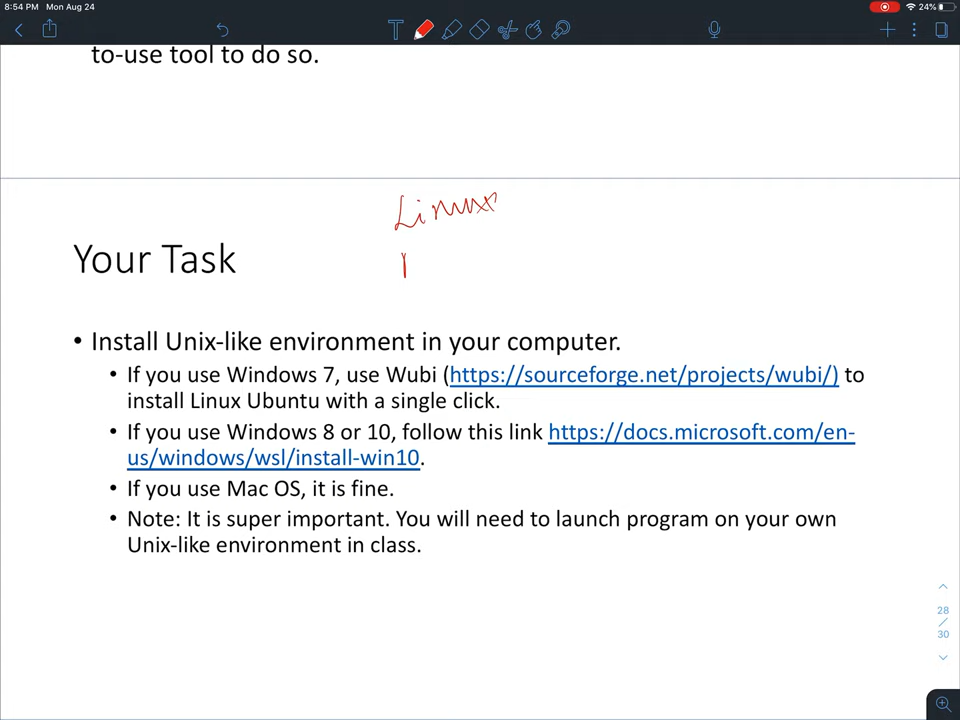 8:54 PM Mon Aug 24
24%
to-use tool to do so.
Linux
Your Task
• Install Unix-like environment in your computer.
• If you use Windows 7, use Wubi (https://sourceforge.net/projects/wubi/) to
install Linux Ubuntu with a single click.
• If you use Windows 8 or 10, follow this link https://docs.microsoft.com/en-
us/windows/wsl/install-win10.
• If you use Mac OS, it is fine.
• Note: It is super important. You will need to launch program on your own
Unix-like environment in class.
28
/
30